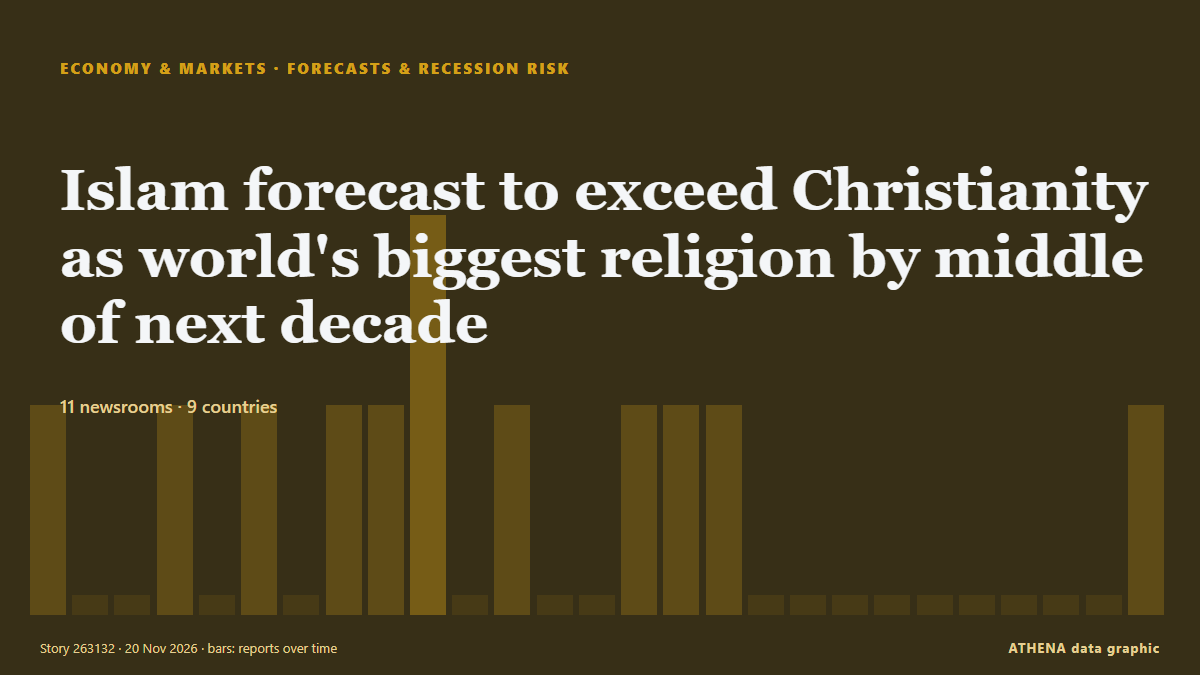 ECONOMY & MARKETS · FORECASTS & RECESSION RISK
Islam forecast to exceed Christianity
as world's biggest religion by middle
of next decade
11 newsrooms · 9 countries
Story 263132 · 20 Nov 2026 · bars: reports over time
ATHENA data graphic